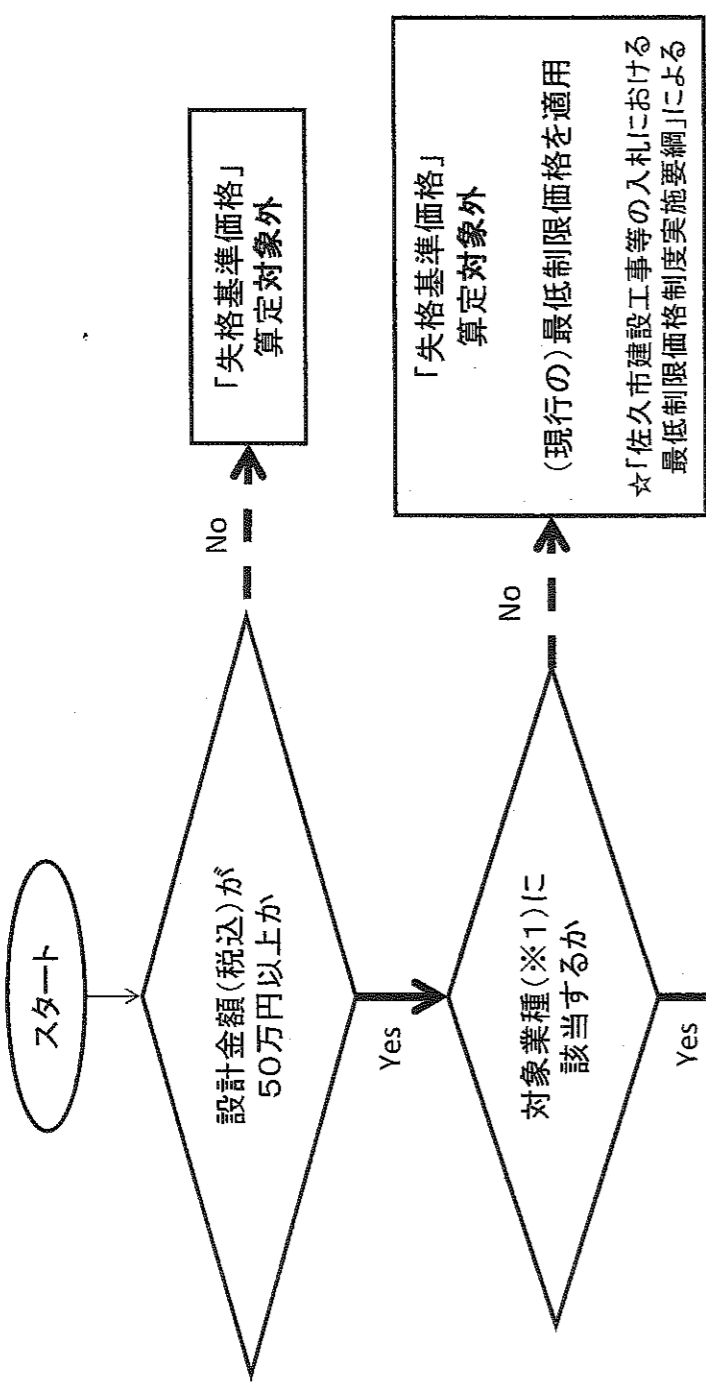 スタート
設計金額(税込)が
50万円以上か
No
「失格基準価格」
算定対象外
Yes
対象業種(※1)に
該当するか
No
「失格基準価格」
算定対象外
(現行の)最低制限価格を適用
☆「佐久市建設工事等の入札における
最低制限価格制度実施要綱」による
Yes